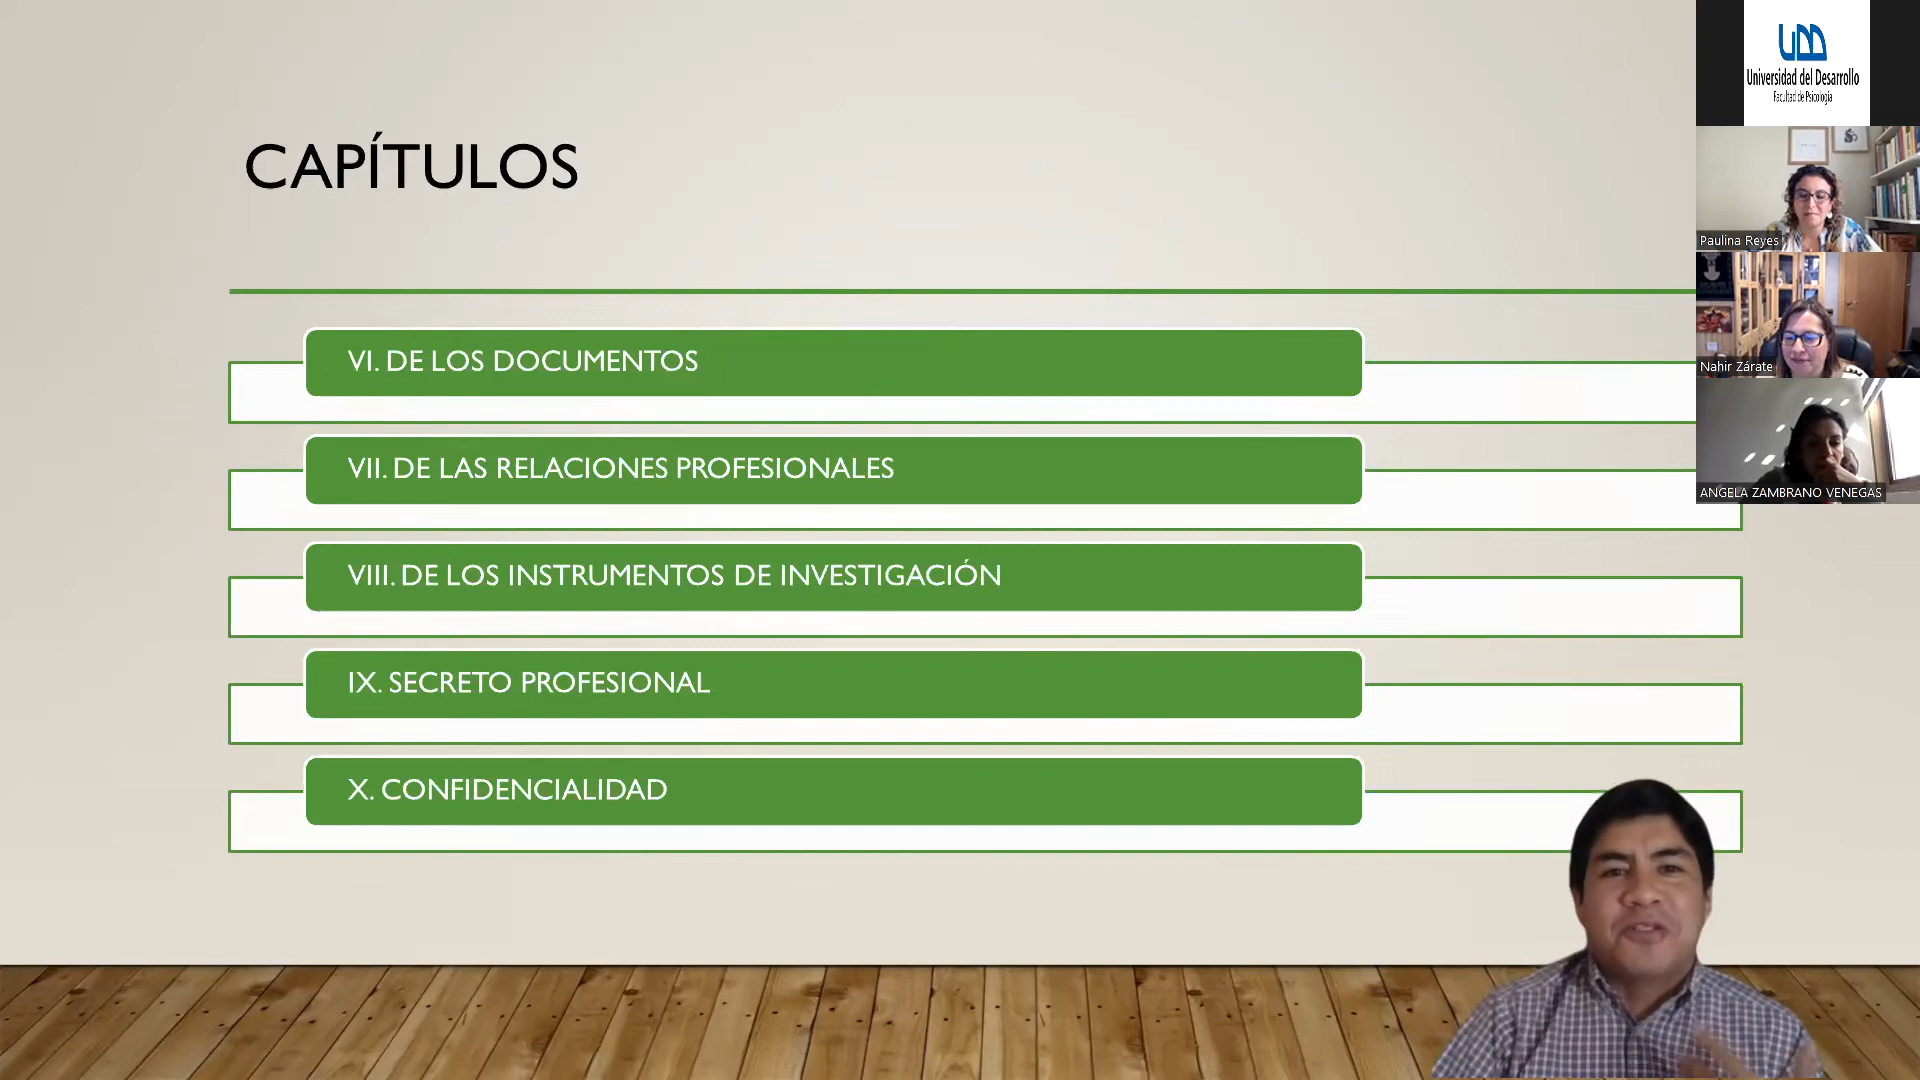 CAPÍTULOS
VI. DE LOS DOCUMENTOS
VII. DE LAS RELACIONES PROFESIONALES
VIII. DE LOS INSTRUMENTOS DE INVESTIGACIÓN
IX. SECRETO PROFESIONAL
X. CONFIDENCIALIDAD
UDD
Universidad del Desarrollo
Facultad de Psicología
Paulina Reyes
Nahir Zárate
ANGELA ZAMBRANO VENEGAS